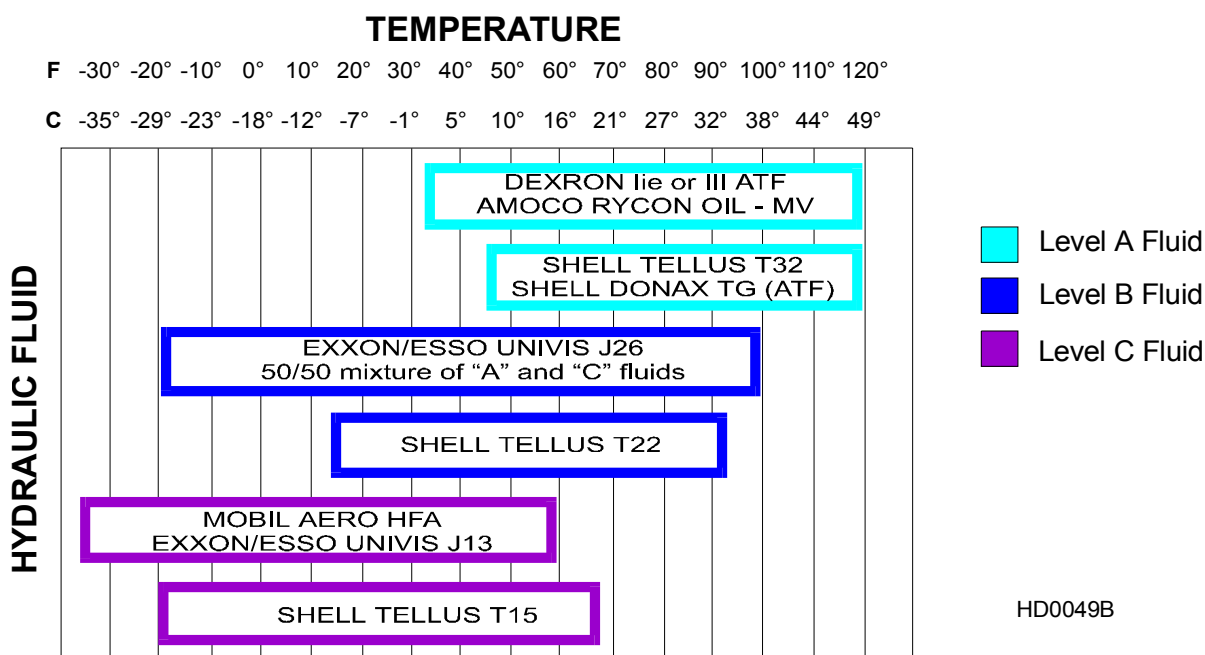 TEMPERATURE
F -30° -20° -10° 0° 10° 20° 30° 40° 50° 60° 70° 80° 90° 100° 110° 120°
C -35° -29° -23° -18° -12° -7° -1° 5° 10° 16° 21° 27° 32° 38° 44° 49°
HYDRAULIC FLUID
DEXRON Iie or III ATF
AMOCO RYCON OIL - MV
SHELL TELLUS T32
SHELL DONAX TG (ATF)
EXXON/ESSO UNIVIS J26
50/50 mixture of “A” and “C” fluids
SHELL TELLUS T22
MOBIL AERO HFA
EXXON/ESSO UNIVIS J13
SHELL TELLUS T15
Level A Fluid
Level B Fluid
Level C Fluid
HD0049B